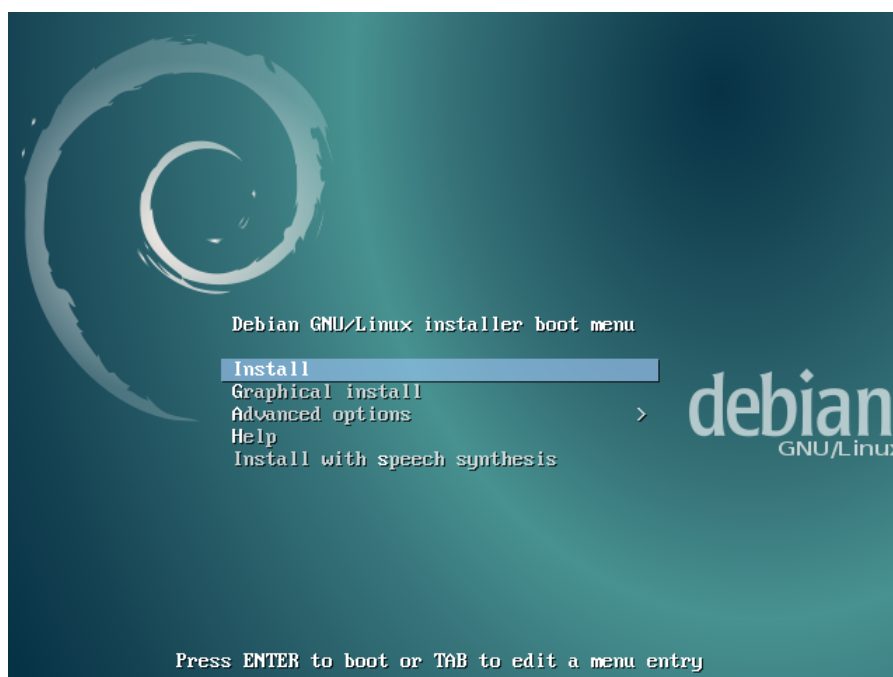 Debian GNU/Linux installer boot menu
Install
Graphical install
Advanced options >
Help
Install with speech synthesis
debian
GNU/Linux
Press ENTER to boot or TAB to edit a menu entry